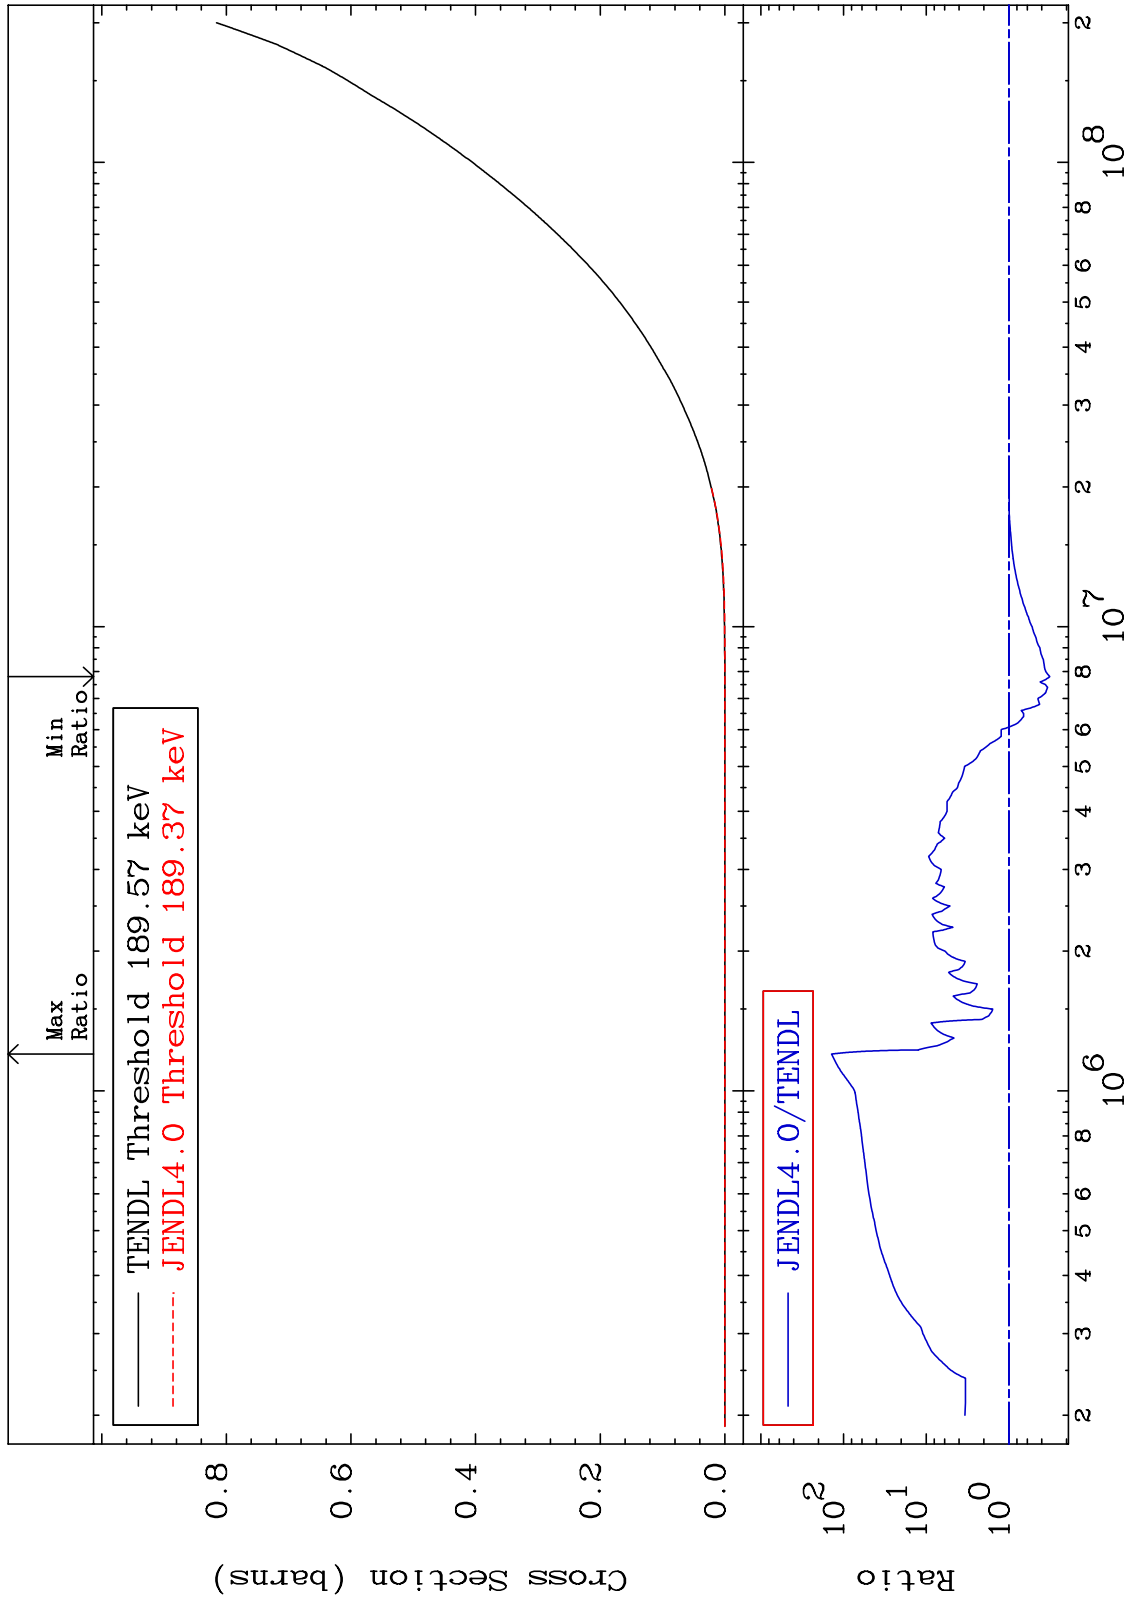 Max
Ratio
Min
Ratio
TENDL Threshold 189.57 keV
JENDL4.0 Threshold 189.37 keV
0.8
0.6
0.4
0.2
0.0
Cross Section (barns)
JENDL4.0/TENDL
10^2
10^1
10^0
Ratio
2 3 4 5 6 8 10^6 2 3 4 5 6 8 10^7 2 3 4 5 6 8 10^8 2